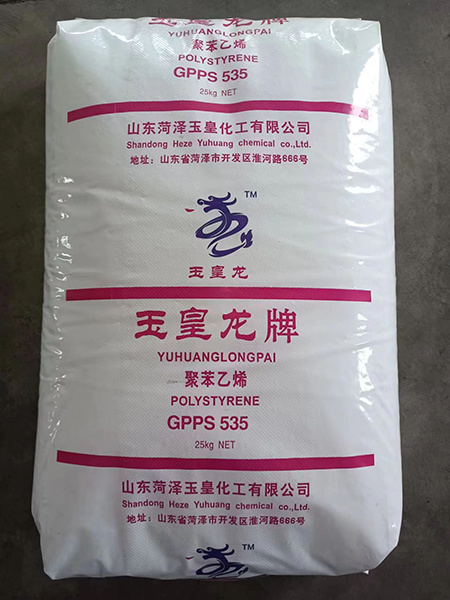 玉皇龙牌
YUHUANGLONGPAI
聚苯乙烯
POLYSTYRENE
GPPS 535
25kg NET
山东菏泽玉皇化工有限公司
Shandong Heze Yuhuang chemical co.,Ltd.
地址：山东省菏泽市开发区淮河路666号
TM
玉皇龙
玉皇龙牌
YUHUANGLONGPAI
聚苯乙烯
POLYSTYRENE
GPPS 535
25kg NET
山东菏泽玉皇化工有限公司
Shandong Heze Yuhuang chemical co.,Ltd.
地址：山东省菏泽市开发区淮河路666号
TM